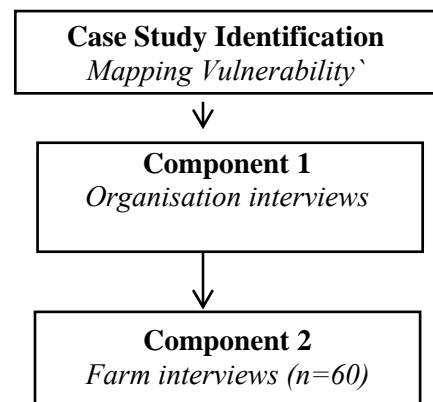 Case Study Identification
Mapping Vulnerability`
Component 1
Organisation interviews
Component 2
Farm interviews (n=60)